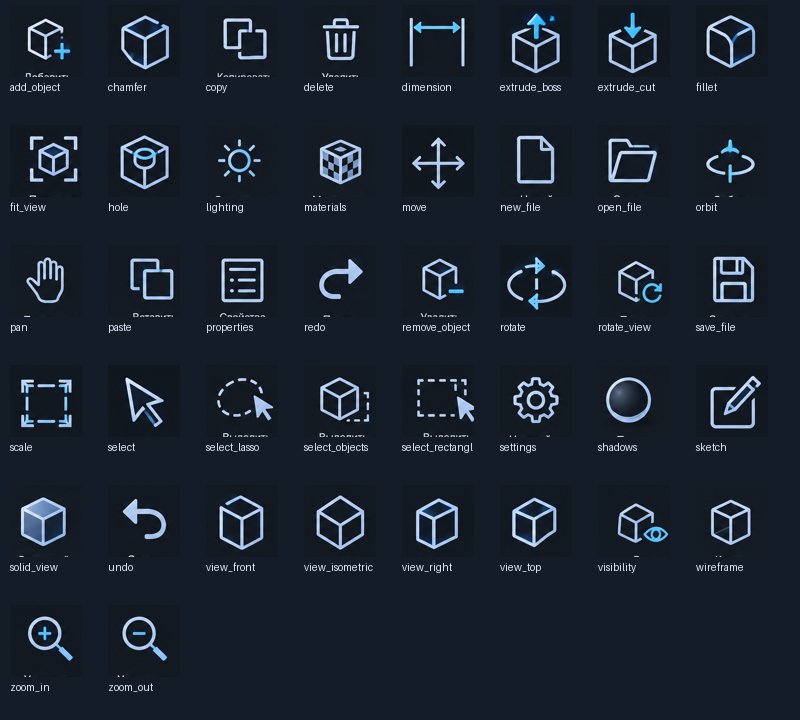 add_object chamfer copy delete dimension extrude_boss extrude_cut fillet
fit_view hole lighting materials move new_file open_file orbit
pan paste properties redo remove_object rotate rotate_view save_file
scale select select_lasso select_objects select_rectangl settings shadows sketch
solid_view undo view_front view_isometric view_right view_top visibility wireframe
zoom_in zoom_out